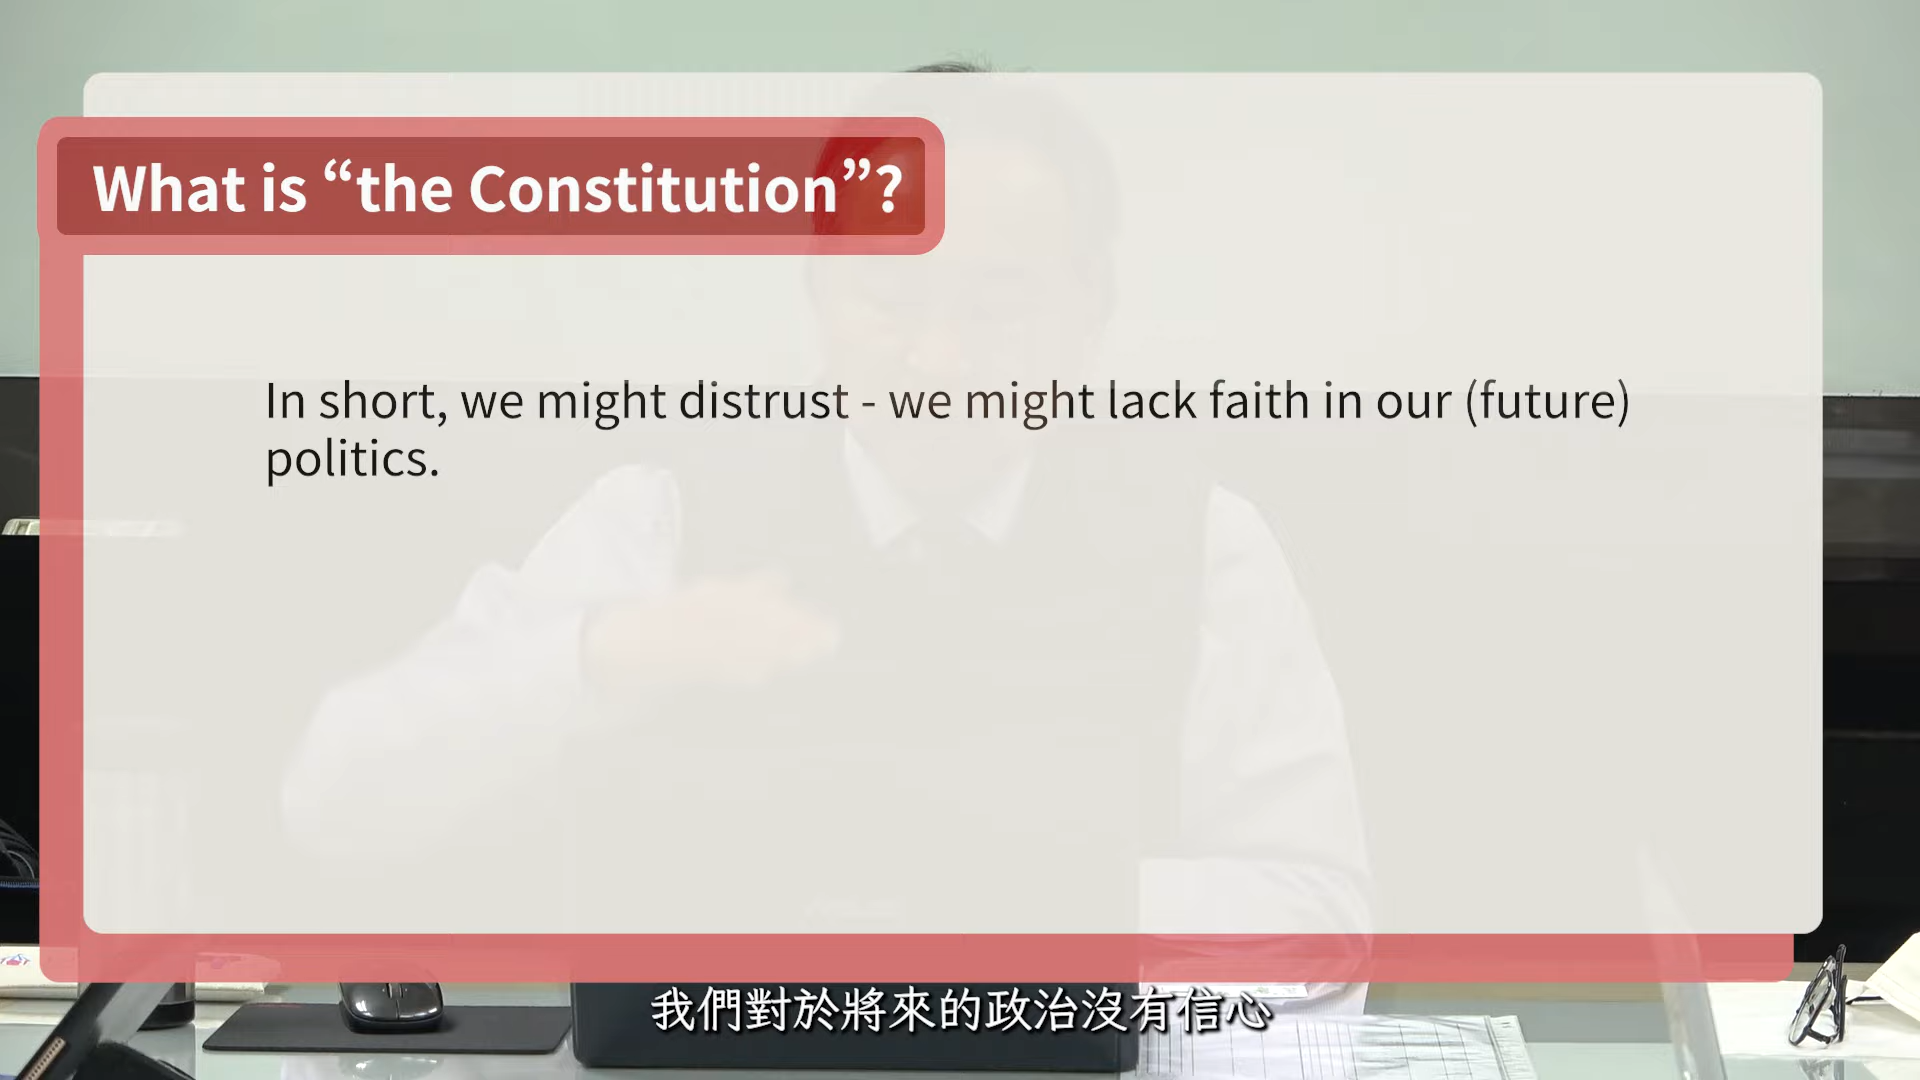 What is “the Constitution”?
In short, we might distrust - we might lack faith in our (future)
politics.
我們對於將來的政治沒有信心